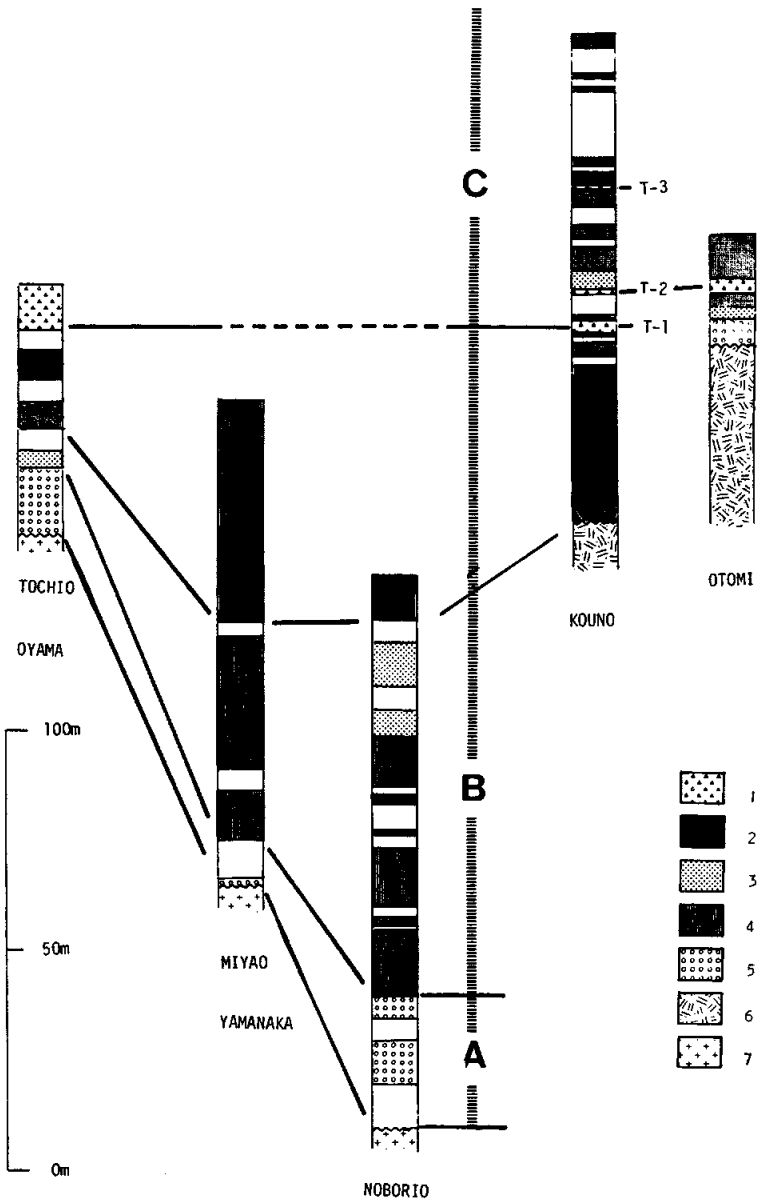 C
T-3
T-2
T-1
TOCHIO
OYAMA
KOUNO
OTOMI
100m
B
1
2
3
4
5
6
7
50m
MIYAO
YAMANAKA
A
0m
NOBORIO